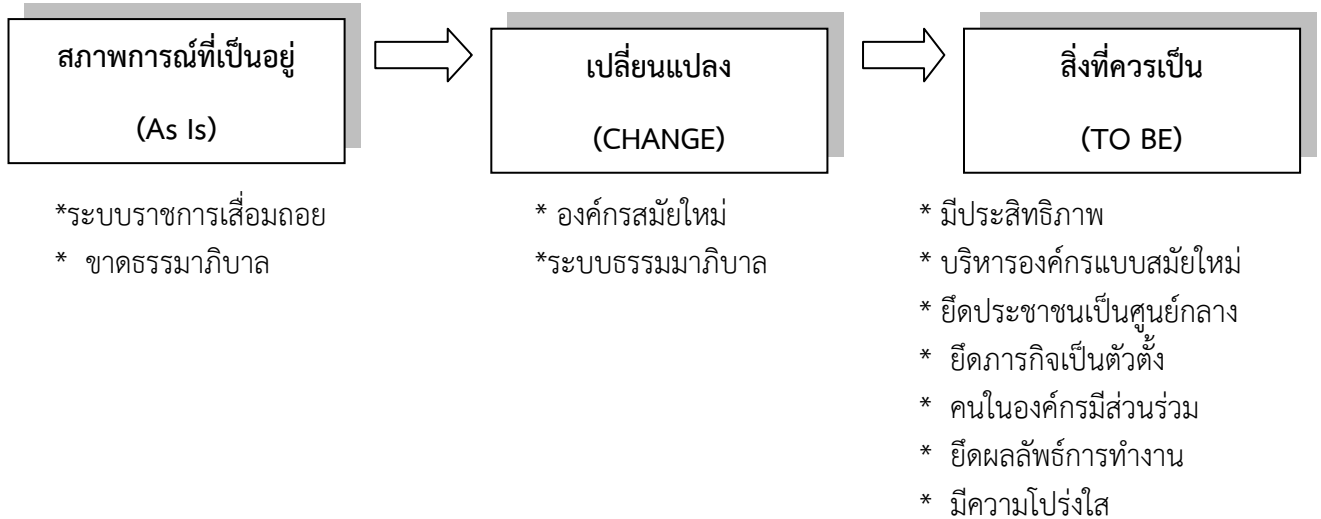 สภาพการณ์ที่เป็นอยู่
(As Is)
*ระบบราชการเสื่อมถอย
* ขาดธรรมาภิบาล
เปลี่ยนแปลง
(CHANGE)
* องค์กรสมัยใหม่
*ระบบธรรมมาภิบาล
สิ่งที่ควรเป็น
(TO BE)
* มีประสิทธิภาพ
* บริหารองค์กรแบบสมัยใหม่
* ยึดประชาชนเป็นศูนย์กลาง
* ยึดภารกิจเป็นตัวตั้ง
* คนในองค์กรมีส่วนร่วม
* ยึดผลลัพธ์การทำงาน
* มีความโปร่งใส